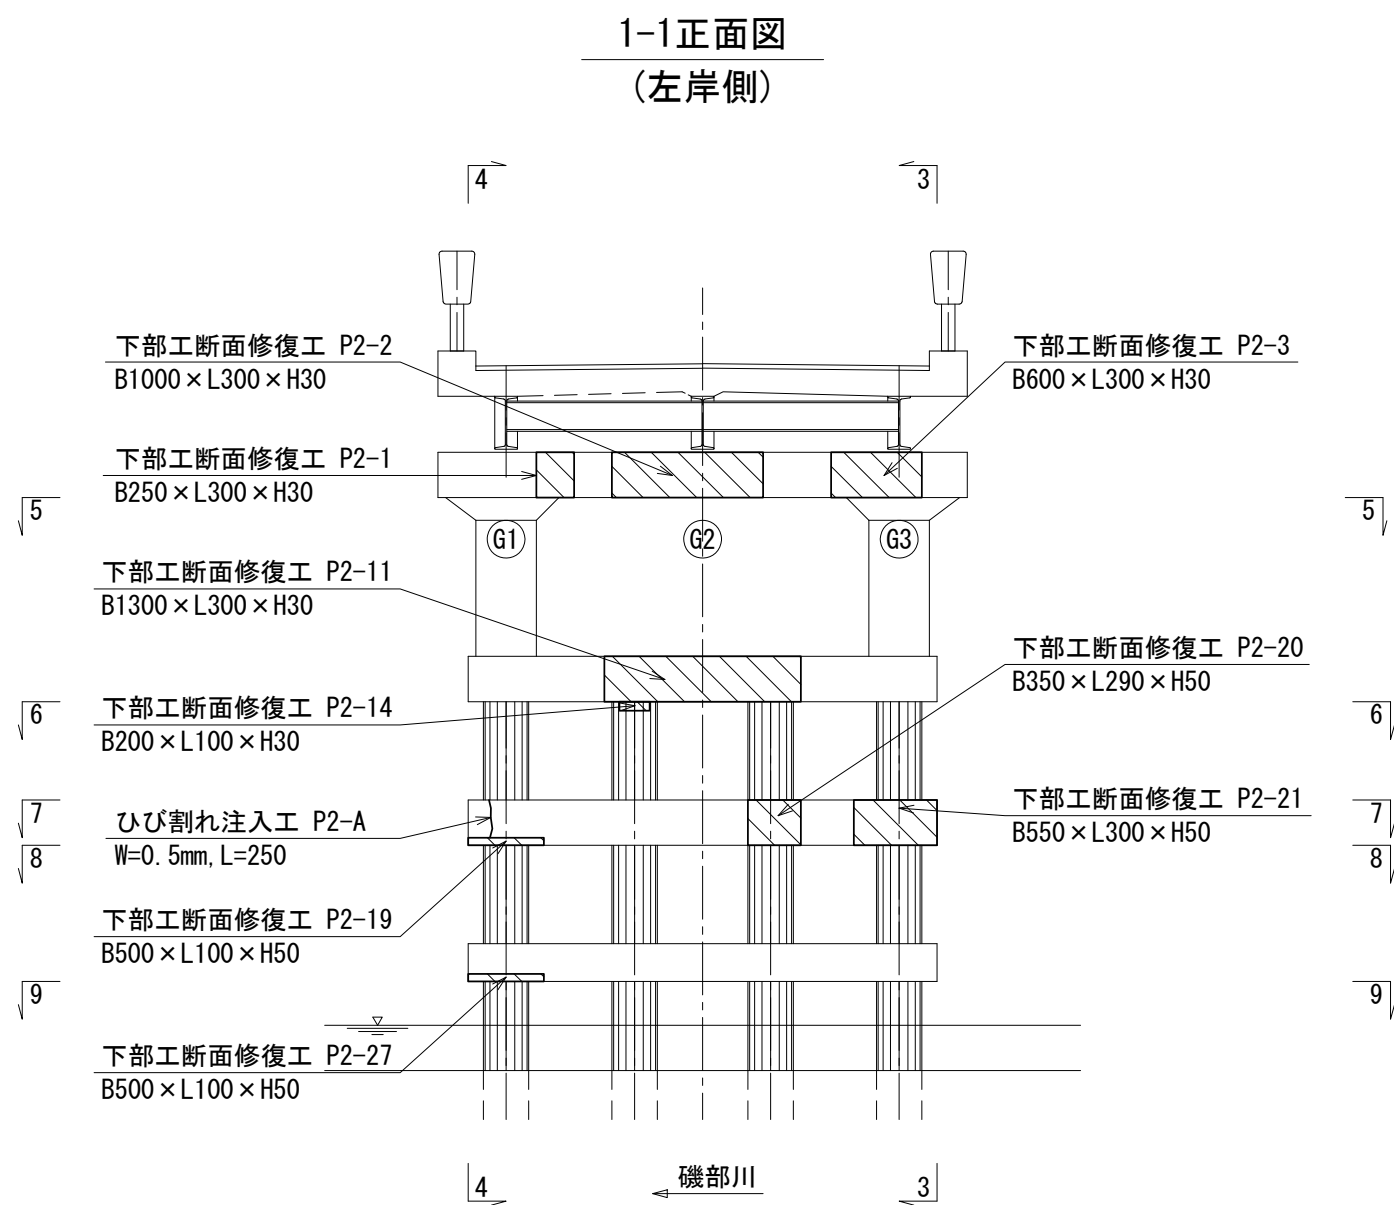 1-1正面図
(左岸側)
4
3
下部工断面修復工 P2-2
B1000×L300×H30
下部工断面修復工 P2-3
B600×L300×H30
下部工断面修復工 P2-1
B250×L300×H30
5
5
G1
G2
G3
下部工断面修復工 P2-11
B1300×L300×H30
下部工断面修復工 P2-20
B350×L290×H50
6
下部工断面修復工 P2-14
B200×L100×H30
6
7
ひび割れ注入工 P2-A
W=0.5mm,L=250
下部工断面修復工 P2-21
B550×L300×H50
7
8
8
下部工断面修復工 P2-19
B500×L100×H50
9
9
下部工断面修復工 P2-27
B500×L100×H50
4
磯部川
3